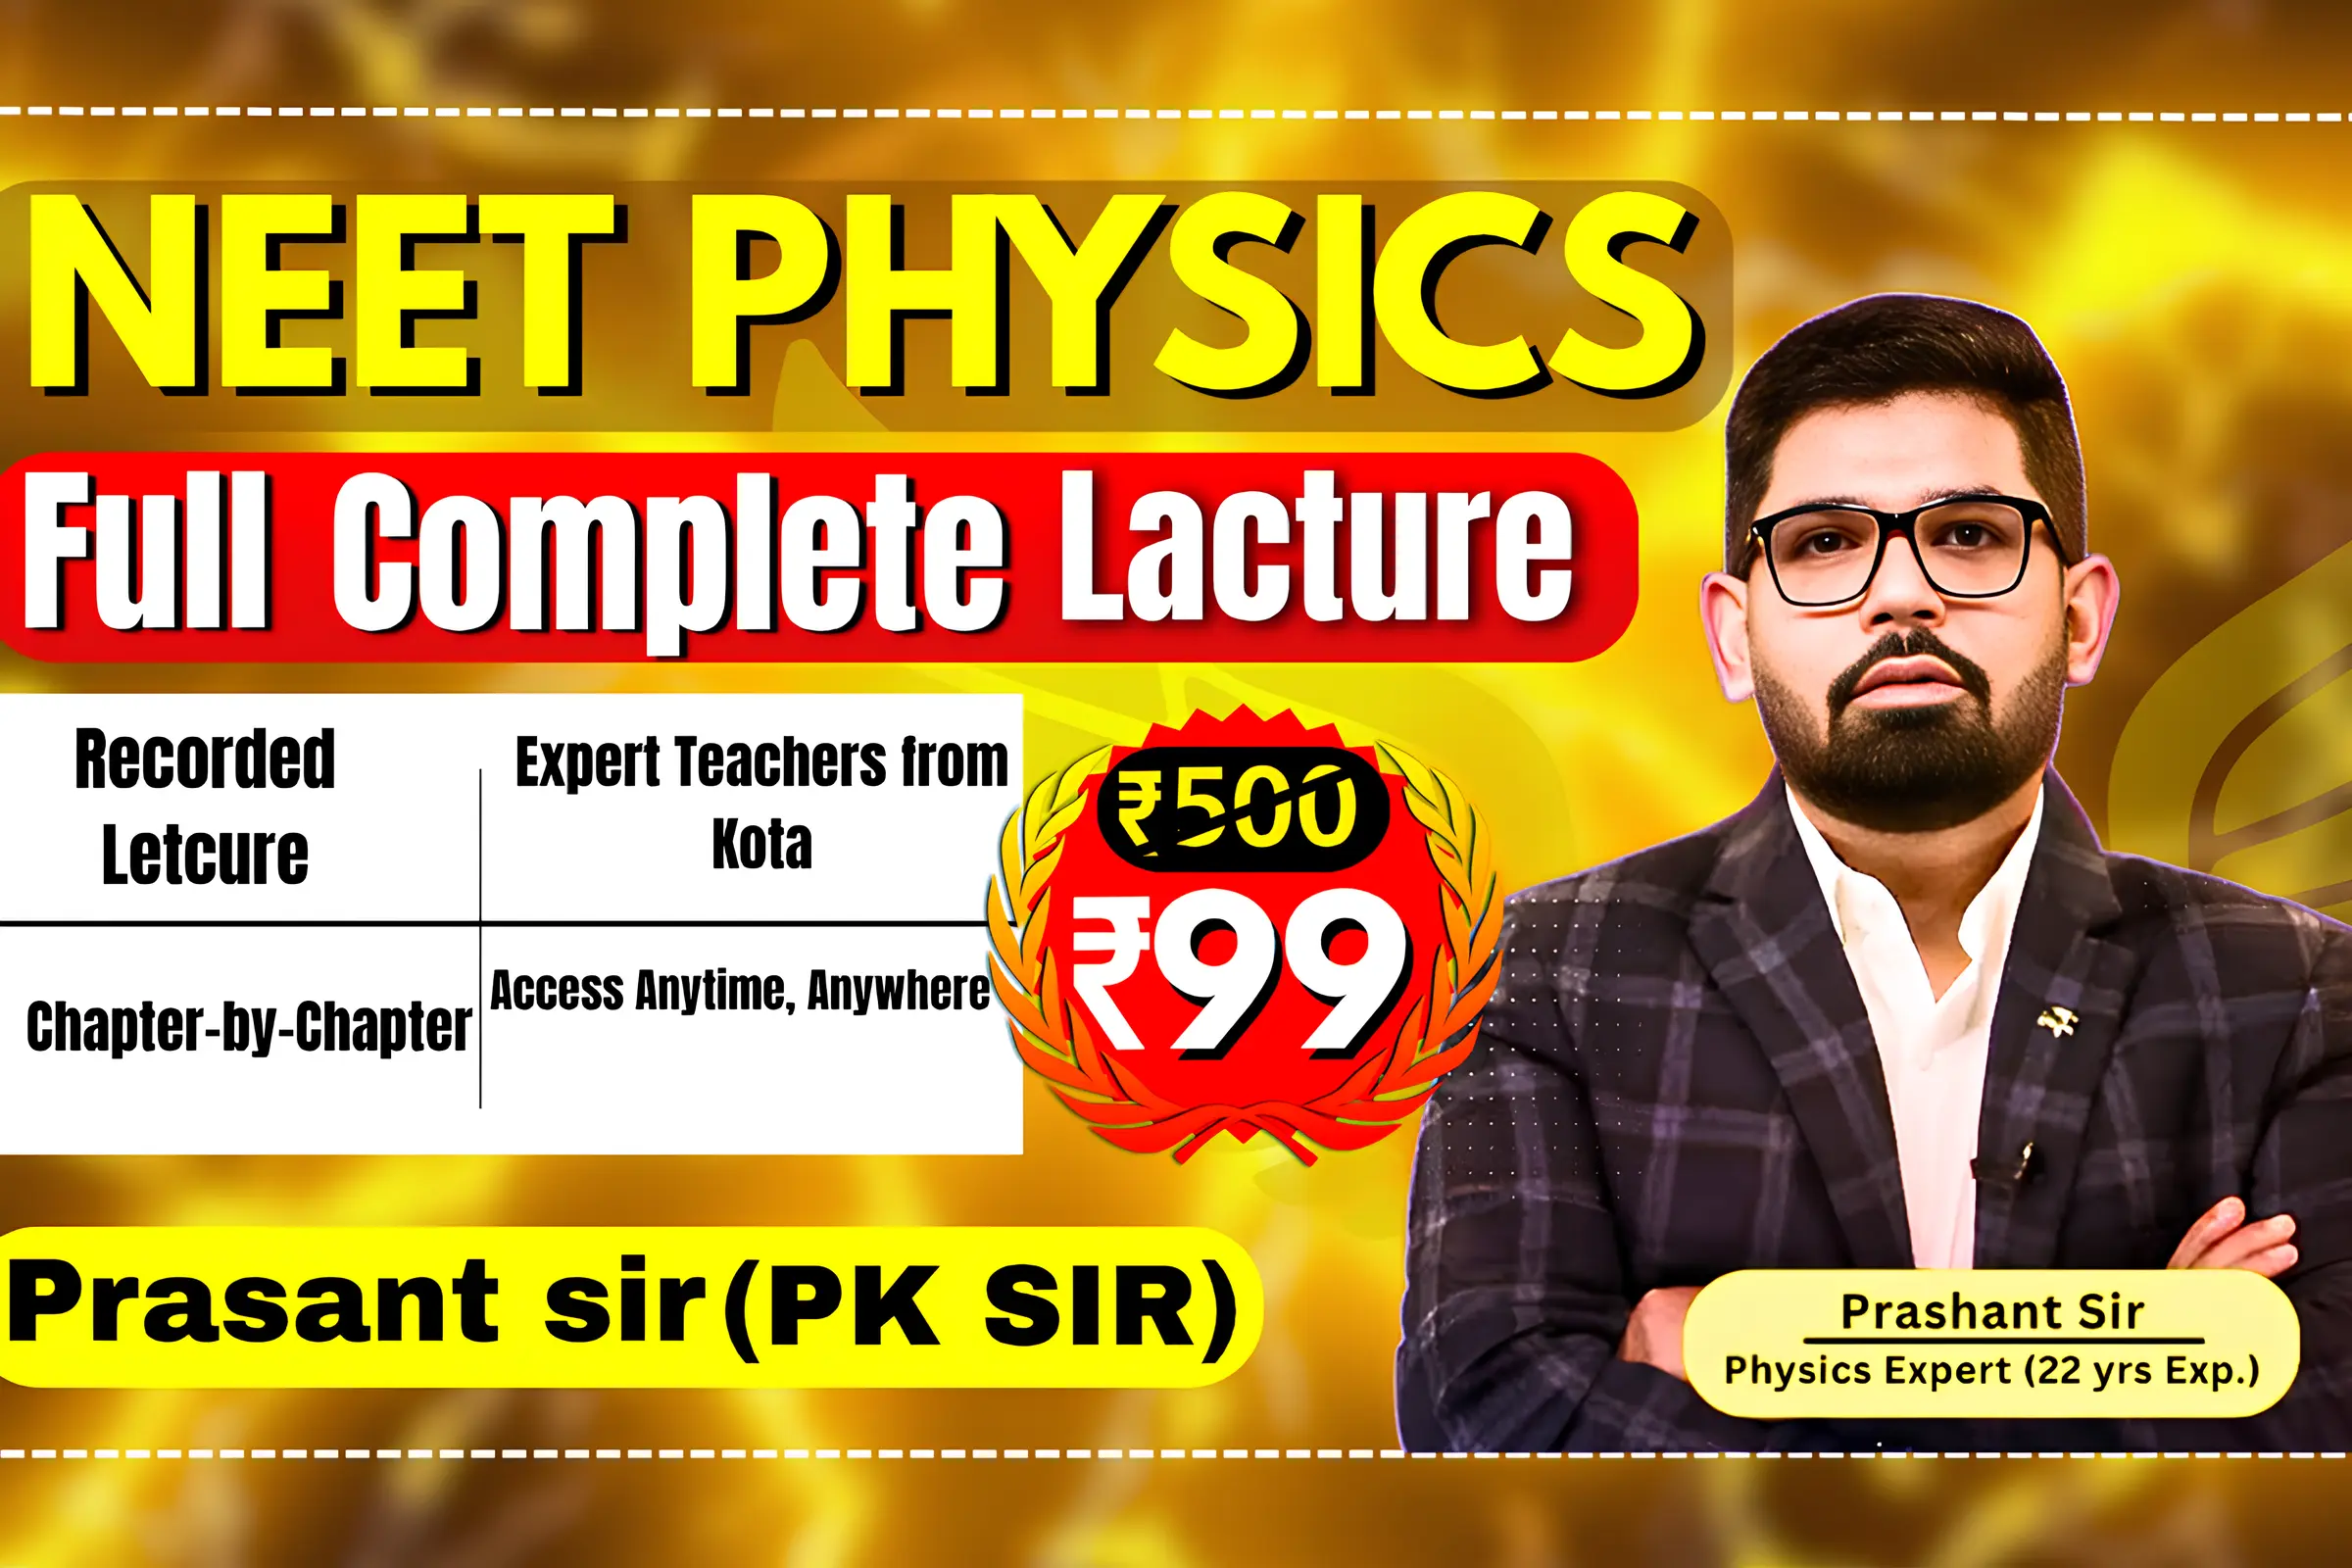 NEET PHYSICS
Full Complete Lacture
Recorded
Letcure
Expert Teachers from
Kota
Chapter-by-Chapter
Access Anytime, Anywhere
₹500
₹99
Prasant sir(PK SIR)
Prashant Sir
Physics Expert (22 yrs Exp.)